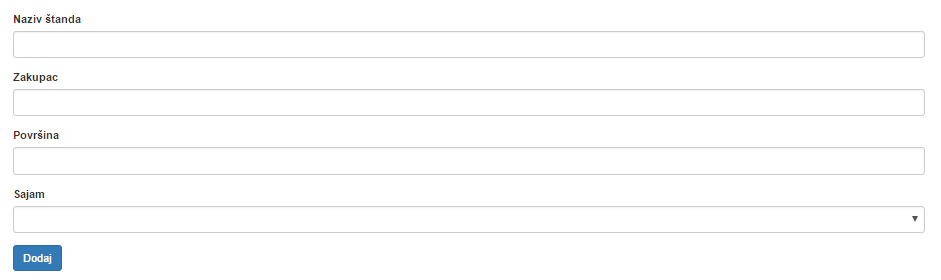 Naziv štanda
Zakupac
Površina
Sajam
Dodaj